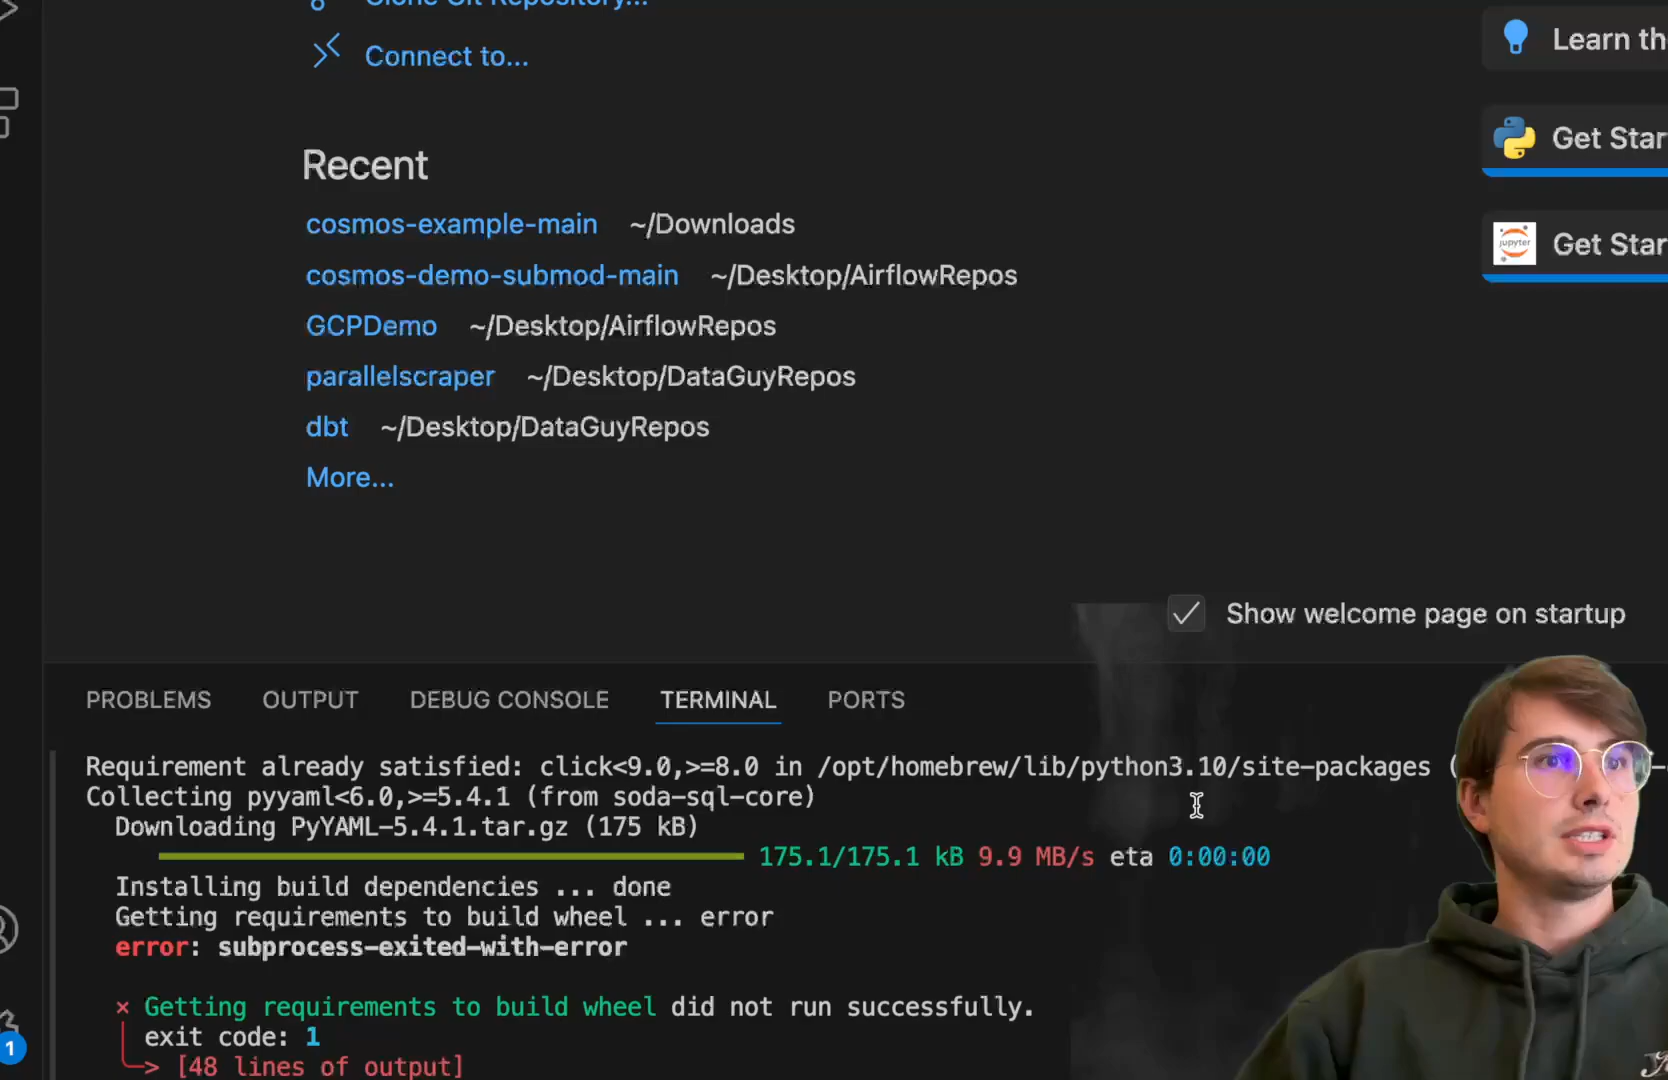 Connect to...
Learn th
Get Star
jupyter
Get Star
Recent
cosmos-example-main ~/Downloads
cosmos-demo-submod-main ~/Desktop/AirflowRepos
GCPDemo ~/Desktop/AirflowRepos
parallelscraper ~/Desktop/DataGuyRepos
dbt ~/Desktop/DataGuyRepos
More...
Show welcome page on startup
PROBLEMS OUTPUT DEBUG CONSOLE TERMINAL PORTS
Requirement already satisfied: click<9.0,>=8.0 in /opt/homebrew/lib/python3.10/site-packages (
Collecting pyyaml<6.0,>=5.4.1 (from soda-sql-core)
Downloading PyYAML-5.4.1.tar.gz (175 kB)
175.1/175.1 kB 9.9 MB/s eta 0:00:00
Installing build dependencies ... done
Getting requirements to build wheel ... error
error: subprocess-exited-with-error
× Getting requirements to build wheel did not run successfully.
exit code: 1
1
[48 lines of output]